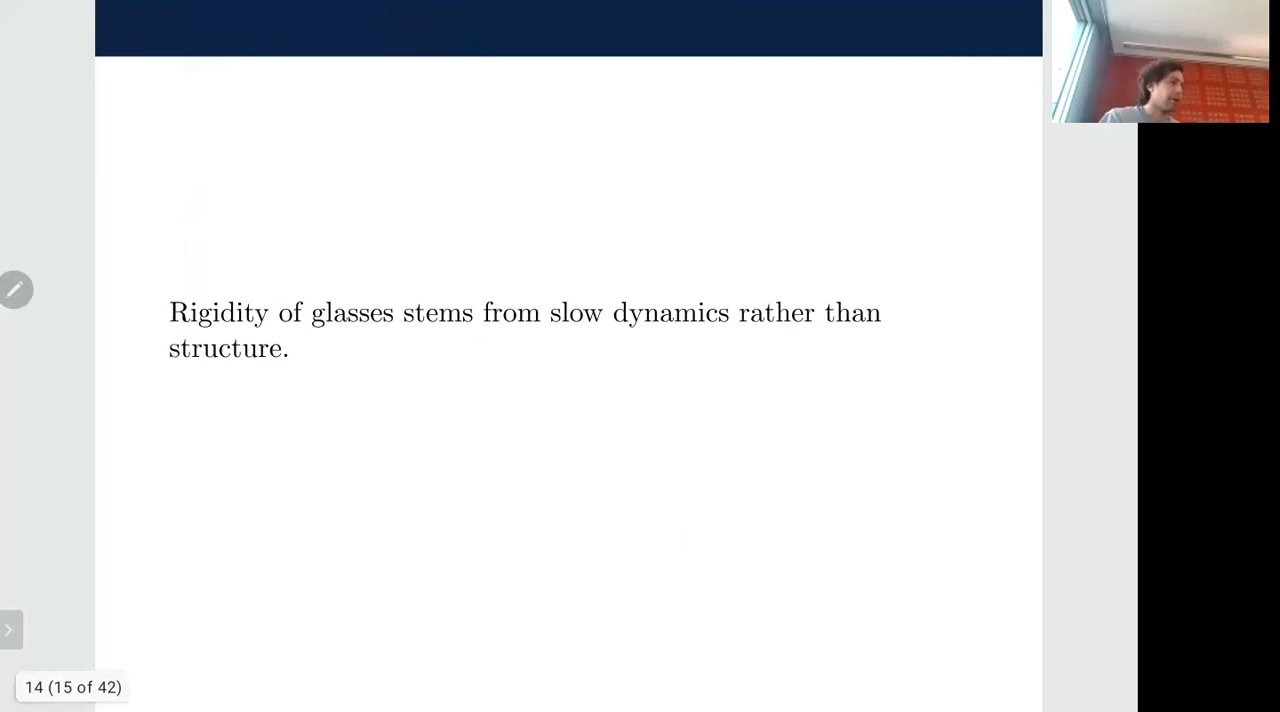 Rigidity of glasses stems from slow dynamics rather than
structure.
14 (15 of 42)